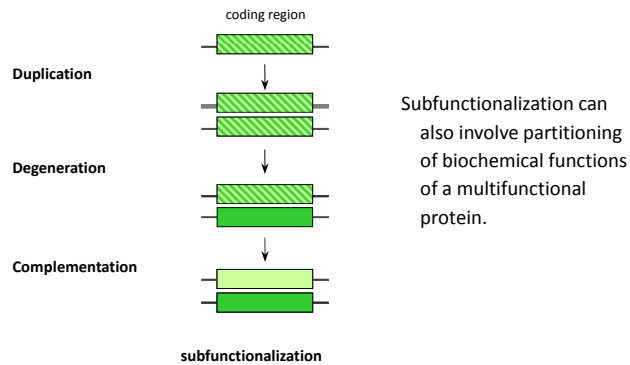 coding region
Duplication
Degeneration
Complementation
subfunctionalization
Subfunctionalization can
also involve partitioning
of biochemical functions
of a multifunctional
protein.